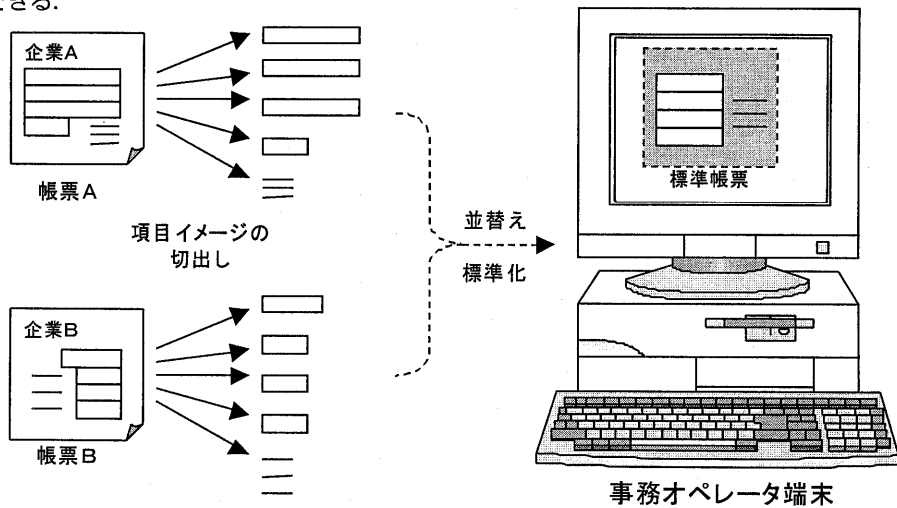 できる.
企業A
帳票A
項目イメージの
切出し
企業B
帳票B
並替え
標準化
標準帳票
事務オペレータ端末